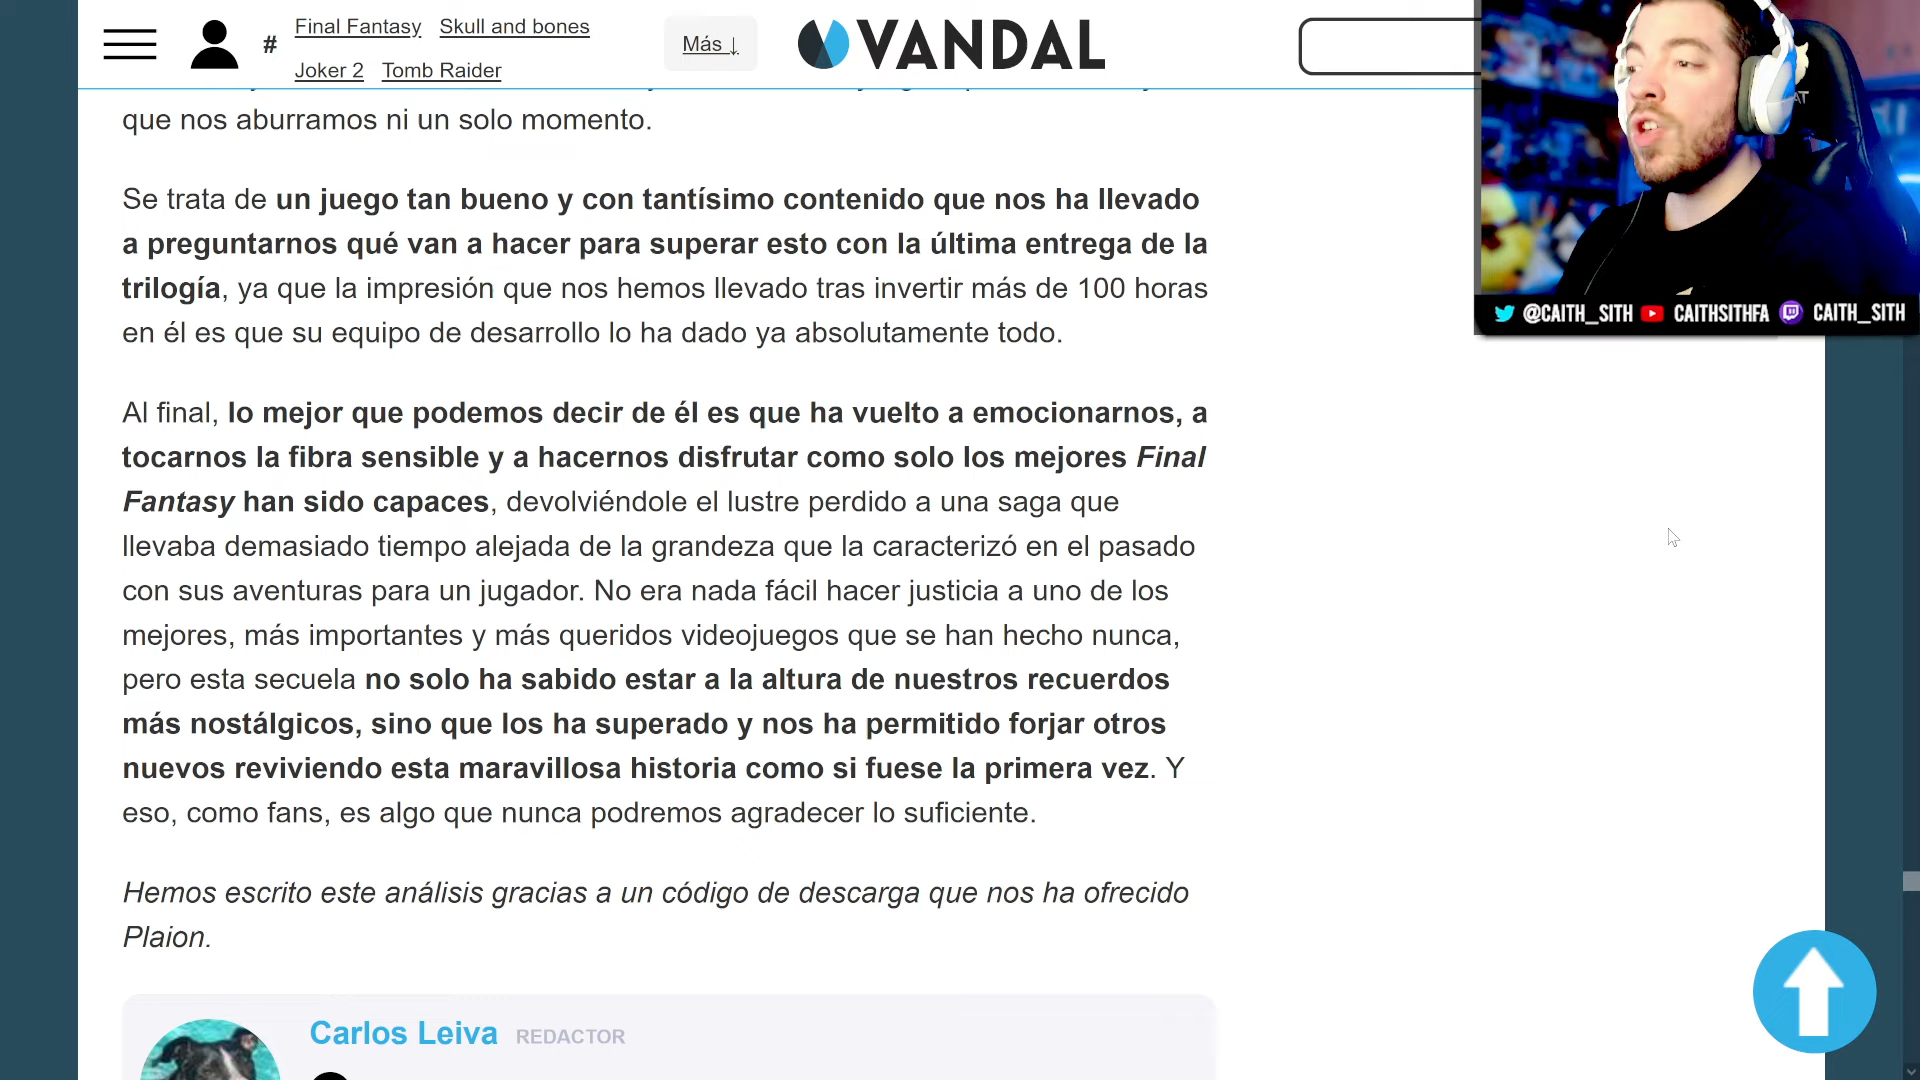 # Final Fantasy Skull and bones
Joker 2 Tomb Raider
Más ↓
VANDAL
que nos aburramos ni un solo momento.
Se trata de un juego tan bueno y con tantísimo contenido que nos ha llevado
a preguntarnos qué van a hacer para superar esto con la última entrega de la
trilogía, ya que la impresión que nos hemos llevado tras invertir más de 100 horas
en él es que su equipo de desarrollo lo ha dado ya absolutamente todo.
Al final, lo mejor que podemos decir de él es que ha vuelto a emocionarnos, a
tocarnos la fibra sensible y a hacernos disfrutar como solo los mejores Final
Fantasy han sido capaces, devolviéndole el lustre perdido a una saga que
llevaba demasiado tiempo alejada de la grandeza que la caracterizó en el pasado
con sus aventuras para un jugador. No era nada fácil hacer justicia a uno de los
mejores, más importantes y más queridos videojuegos que se han hecho nunca,
pero esta secuela no solo ha sabido estar a la altura de nuestros recuerdos
más nostálgicos, sino que los ha superado y nos ha permitido forjar otros
nuevos reviviendo esta maravillosa historia como si fuese la primera vez. Y
eso, como fans, es algo que nunca podremos agradecer lo suficiente.
Hemos escrito este análisis gracias a un código de descarga que nos ha ofrecido
Plaion.
Carlos Leiva REDACTOR
@CAITH_SITH CAITHSITHFA CAITH_SITH